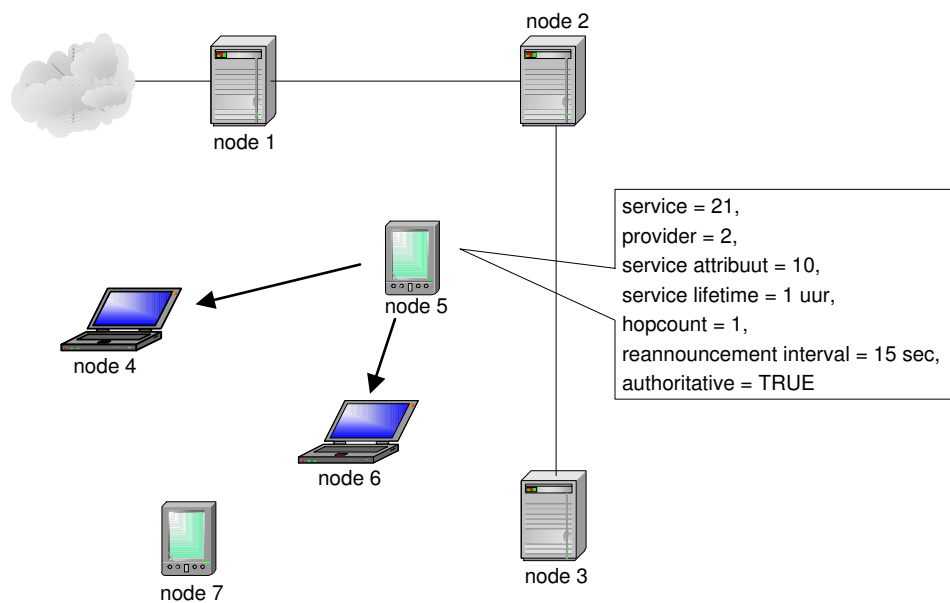 node 2
node 1
service = 21,
provider = 2,
service attribuut = 10,
service lifetime = 1 uur,
hopcount = 1,
reannouncement interval = 15 sec,
authoritative = TRUE
node 5
node 4
node 6
node 3
node 7